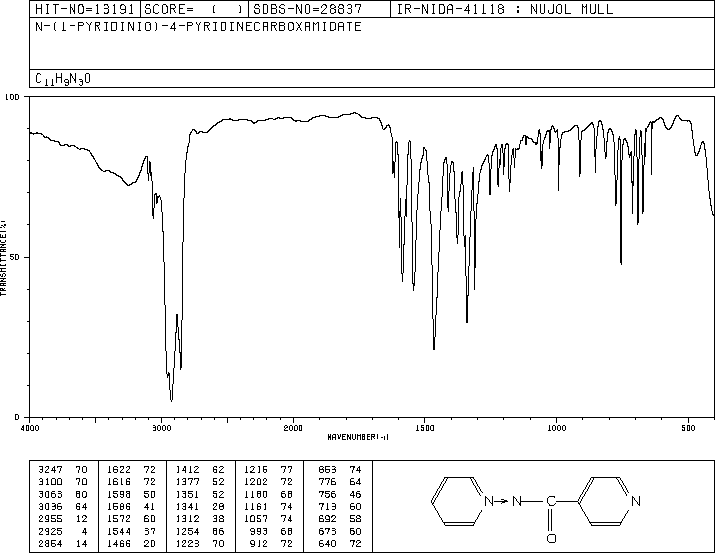 HIT-NO=13191 SCORE= ( ) SDBS-NO=28837 IR-NIDA-41118 : NUJOL MULL
N-(1-PYRIDINIO)-4-PYRIDINECARBOXAMIDATE
C11H9N3O
100
50
0
TRANSMITTANCE(%)
4000 3000 2000 1500 1000 500
WAVENUMBER(-1)
3247 70 1622 72 1412 62 1216 77 853 74
3100 70 1616 72 1377 52 1202 72 776 64
3063 60 1598 50 1351 52 1180 68 756 46
3036 64 1586 41 1341 28 1161 74 713 60
2955 12 1572 60 1312 38 1057 74 692 58
2925 4 1544 37 1254 66 993 68 673 60
2854 14 1466 20 1223 70 912 72 640 72
N N C N
O